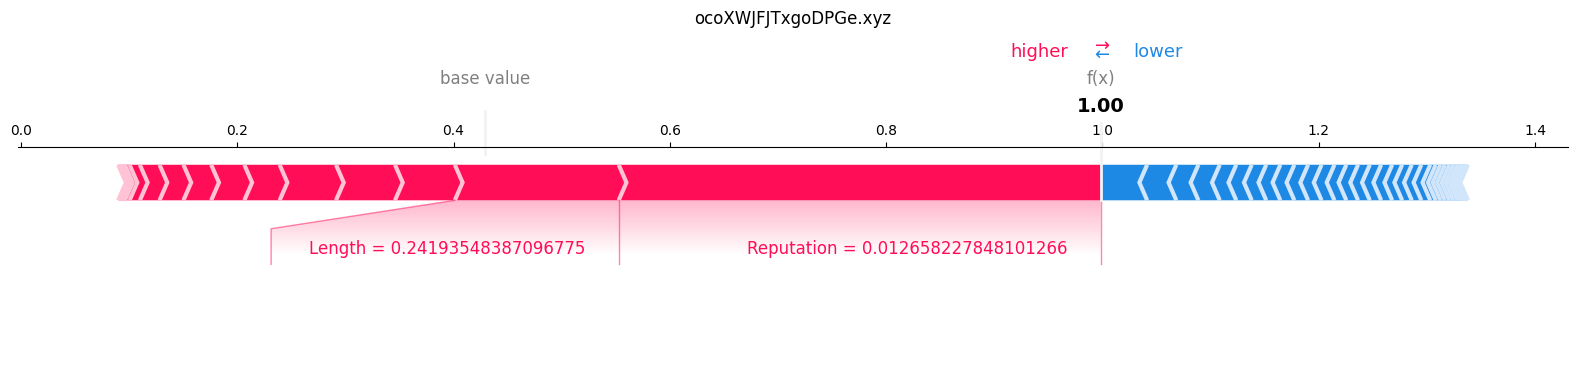 ocoXWJFJTxgoDPGe.xyz
higher ⇄ lower
base value f(x)
1.00
0.0 0.2 0.4 0.6 0.8 1.0 1.2 1.4
Length = 0.24193548387096775 Reputation = 0.012658227848101266